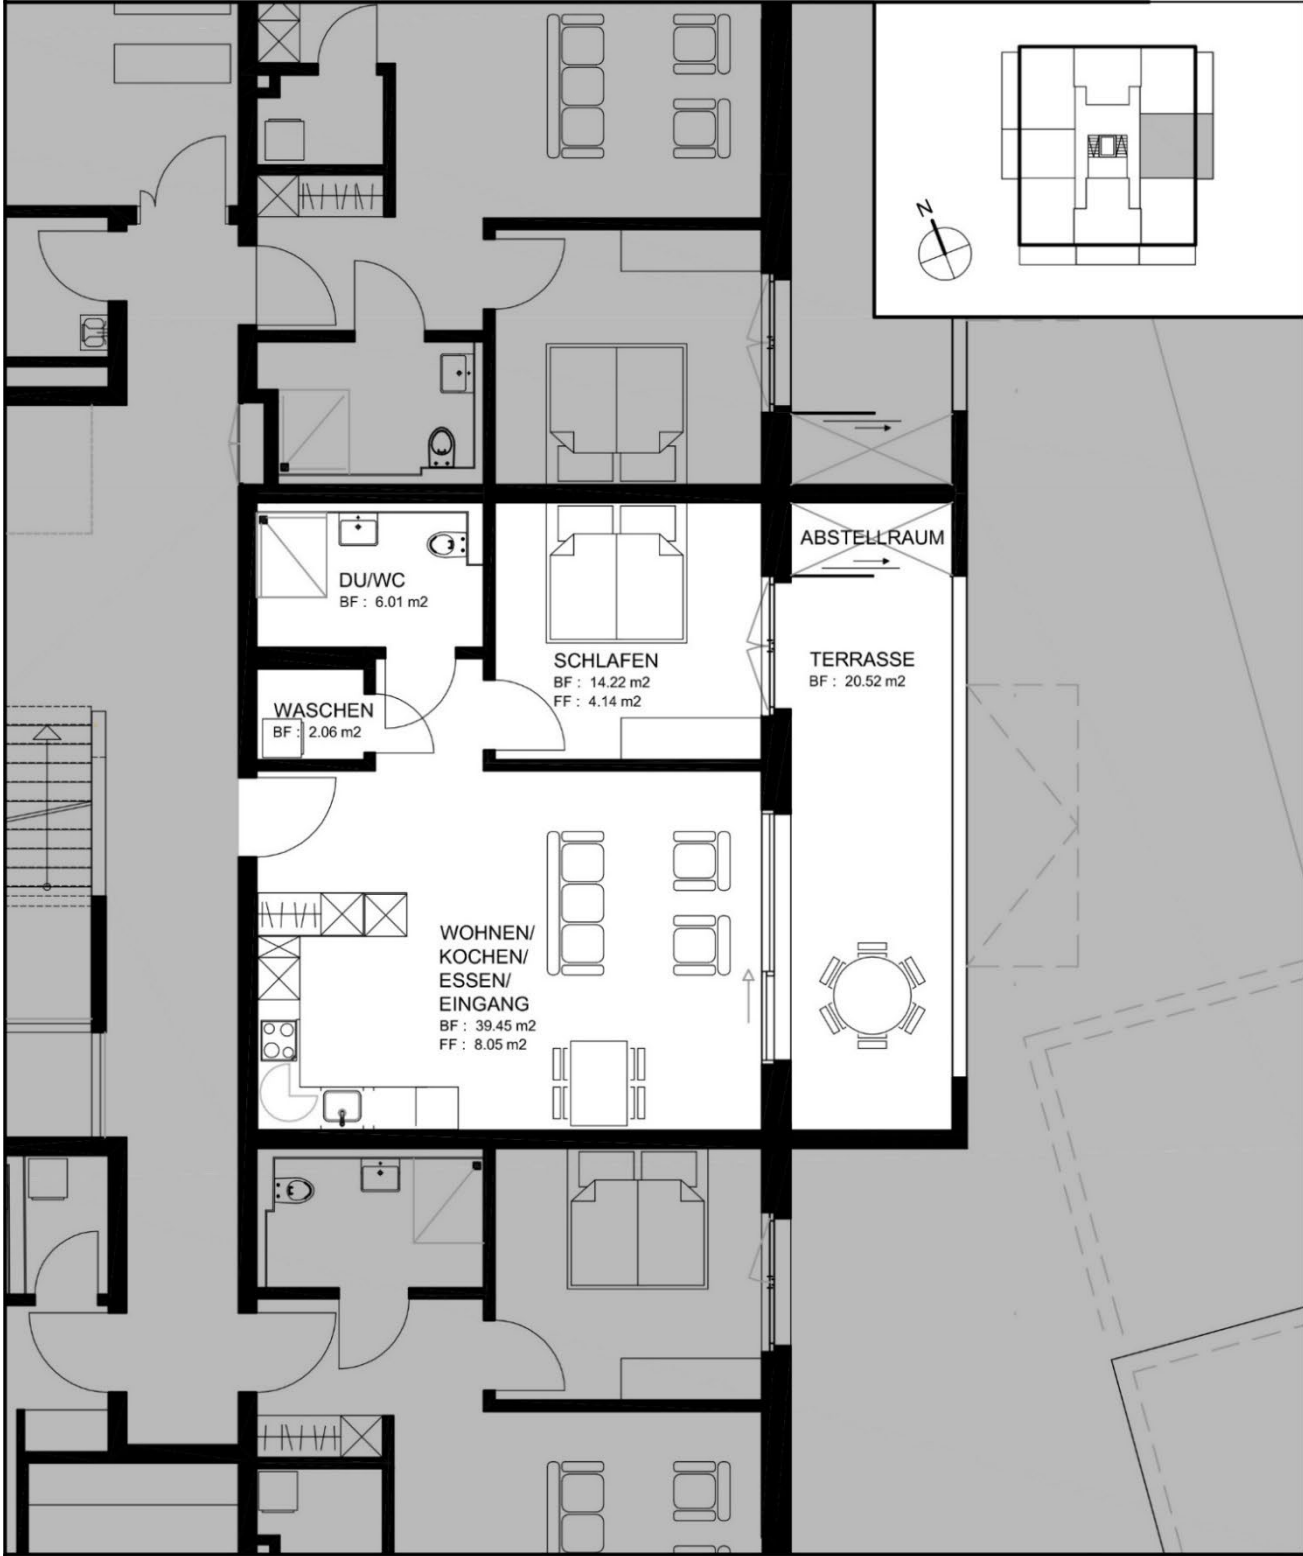 N
ABSTELLRAUM
DU/WC
BF : 6.01 m2
SCHLAFEN
BF : 14.22 m2
FF : 4.14 m2
TERRASSE
BF : 20.52 m2
WASCHEN
BF : 2.06 m2
WOHNEN/
KOCHEN/
ESSEN/
EINGANG
BF : 39.45 m2
FF : 8.05 m2